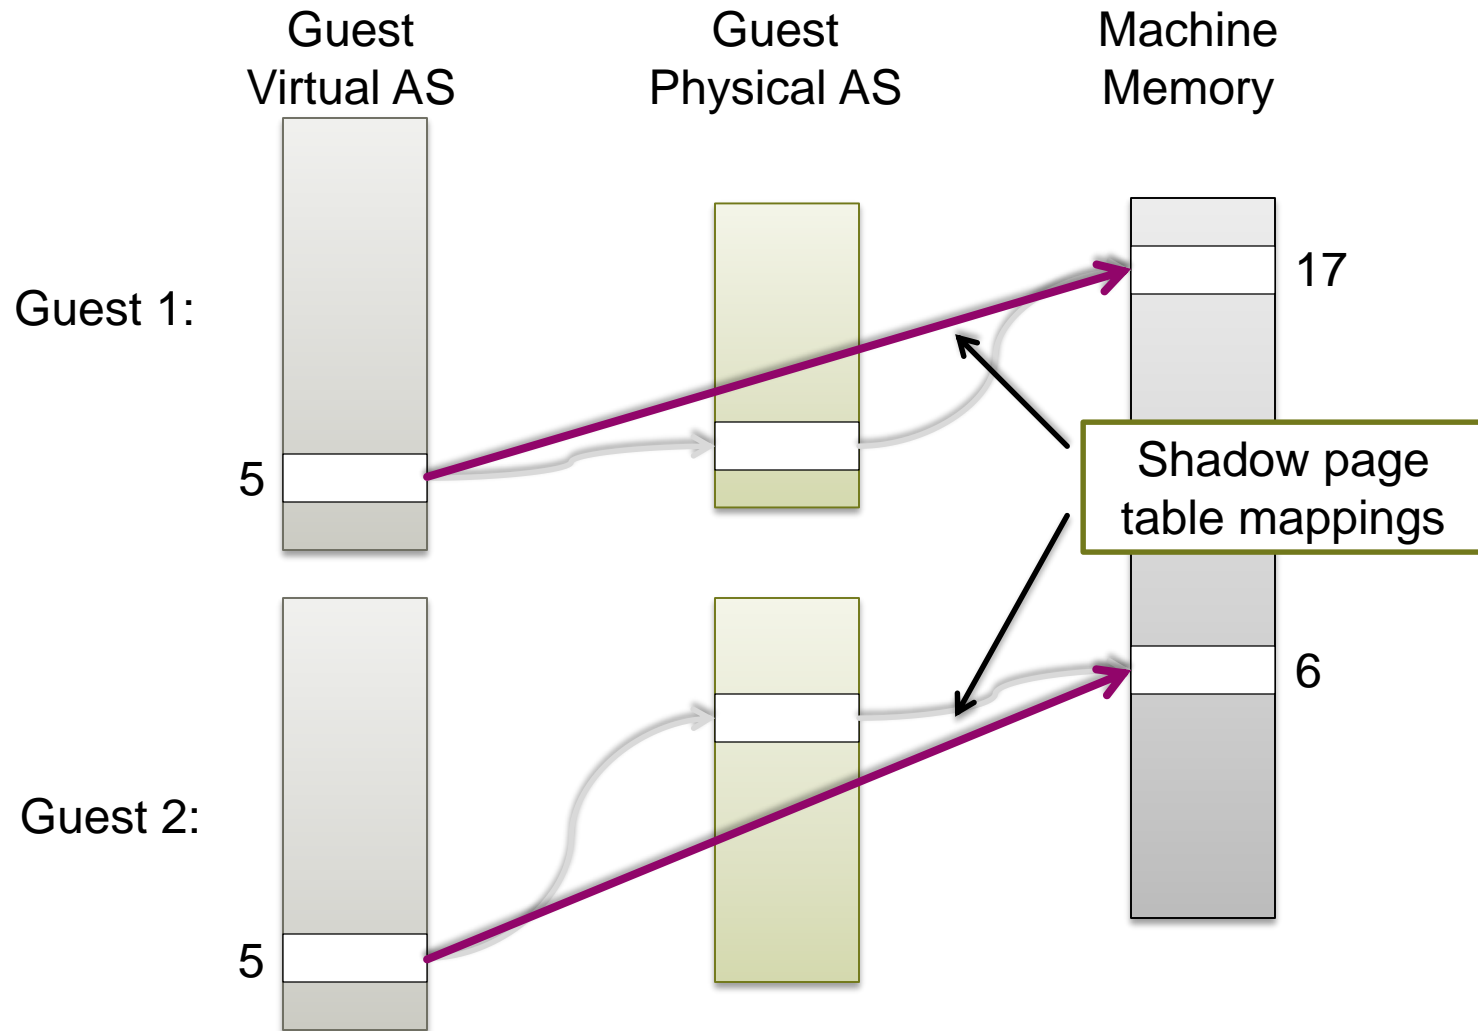 Guest
Virtual AS
Guest
Physical AS
Machine
Memory
Guest 1:
17
5
Shadow page
table mappings
6
Guest 2:
5